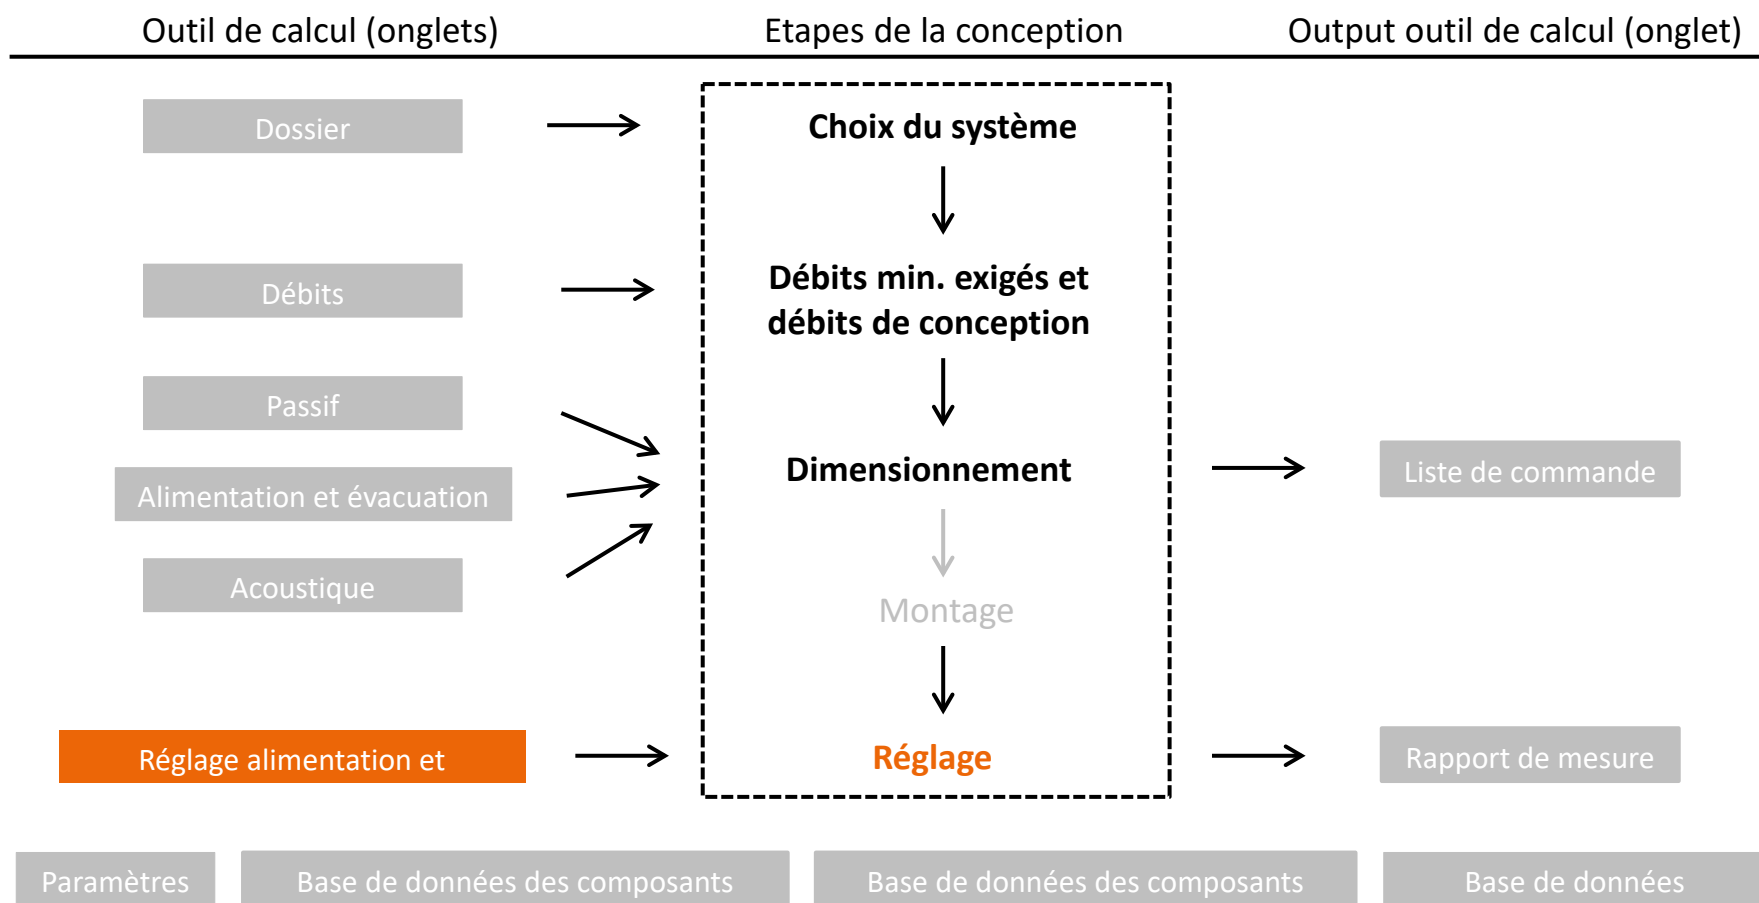 Outil de calcul (onglets)
Etapes de la conception
Output outil de calcul (onglet)
Dossier
Choix du système
Débits
Débits min. exigés et
débits de conception
Passif
Alimentation et évacuation
Dimensionnement
Liste de commande
Acoustique
Montage
Réglage alimentation et
Réglage
Rapport de mesure
Paramètres
Base de données des composants
Base de données des composants
Base de données